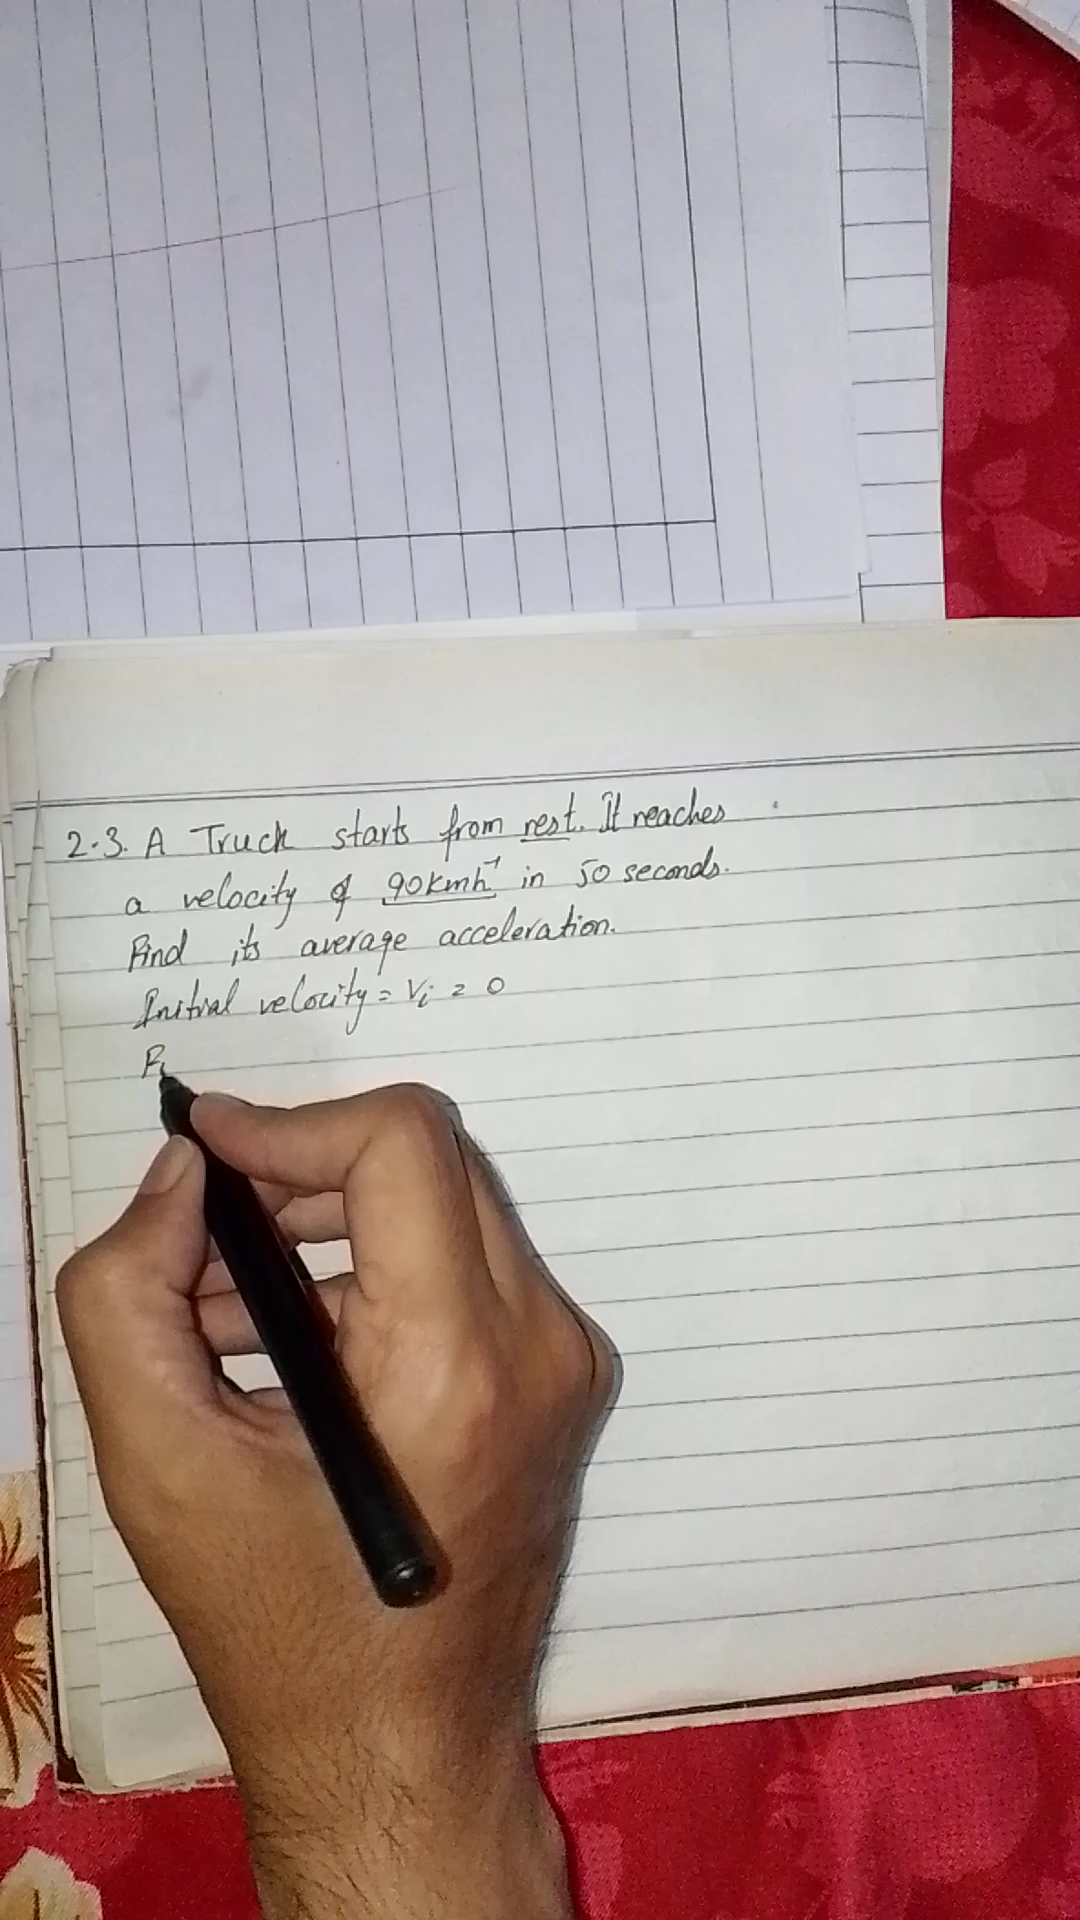 2.3. A Truck starts from rest. It reaches
a velocity of 90kmh⁻¹ in 50 seconds.
Find its average acceleration.
Initial velocity = Vi = 0
Fi